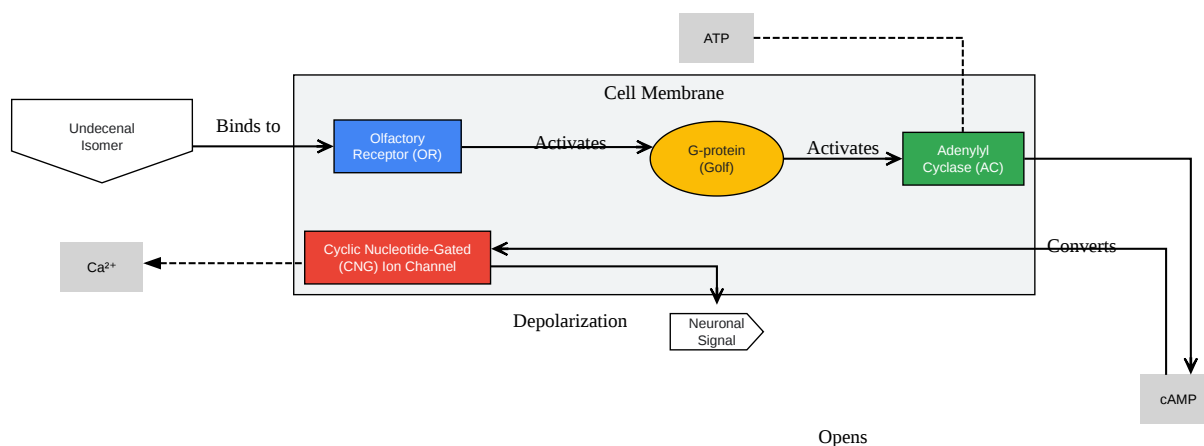 ATP
Cell Membrane
Undecenal
Isomer
Binds to
Olfactory
Receptor (OR)
Activates
G-protein
(Golf)
Activates
Adenylyl
Cyclase (AC)
Cyclic Nucleotide-Gated
(CNG) Ion Channel
Converts
Ca²⁺
Depolarization
Neuronal
Signal
cAMP
Opens